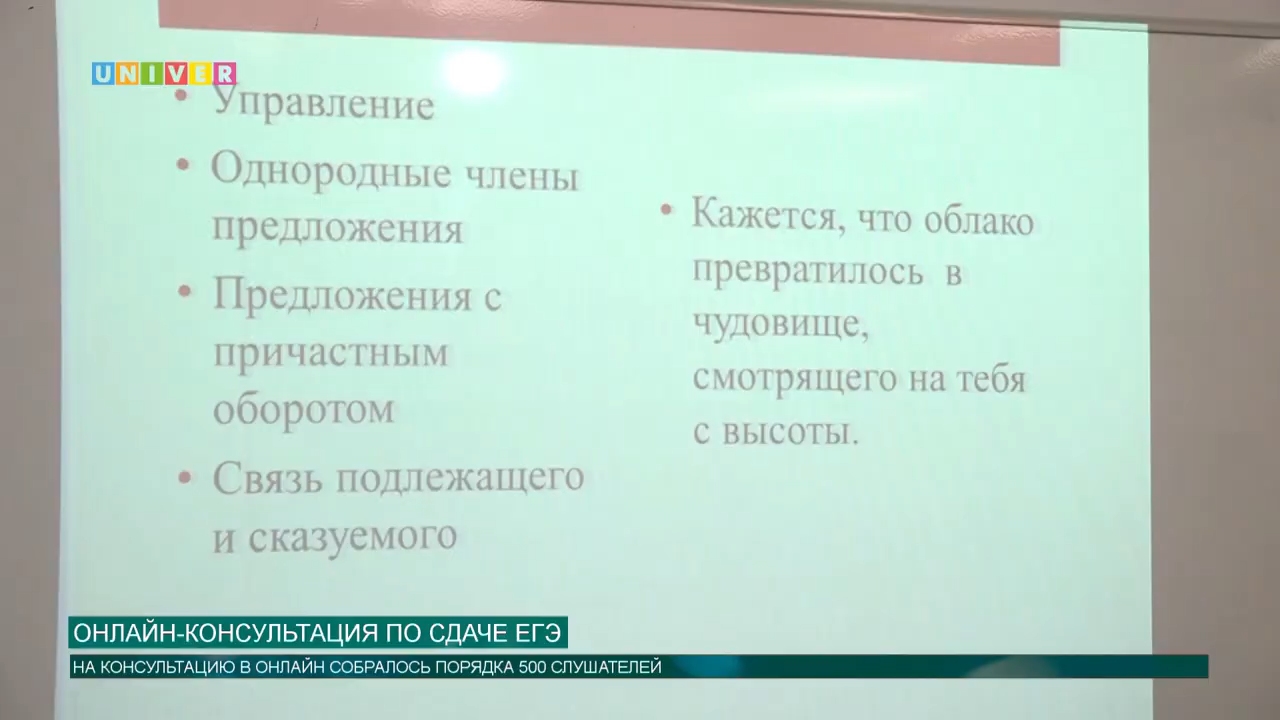 UNIVER
Управление
Однородные члены
предложения
Предложения с
причастным
оборотом
Связь подлежащего
и сказуемого
Кажется, что облако
превратилось в
чудовище,
смотрящего на тебя
с высоты.
ОНЛАЙН-КОНСУЛЬТАЦИЯ ПО СДАЧЕ ЕГЭ
НА КОНСУЛЬТАЦИЮ В ОНЛАЙН СОБРАЛОСЬ ПОРЯДКА 500 СЛУШАТЕЛЕЙ